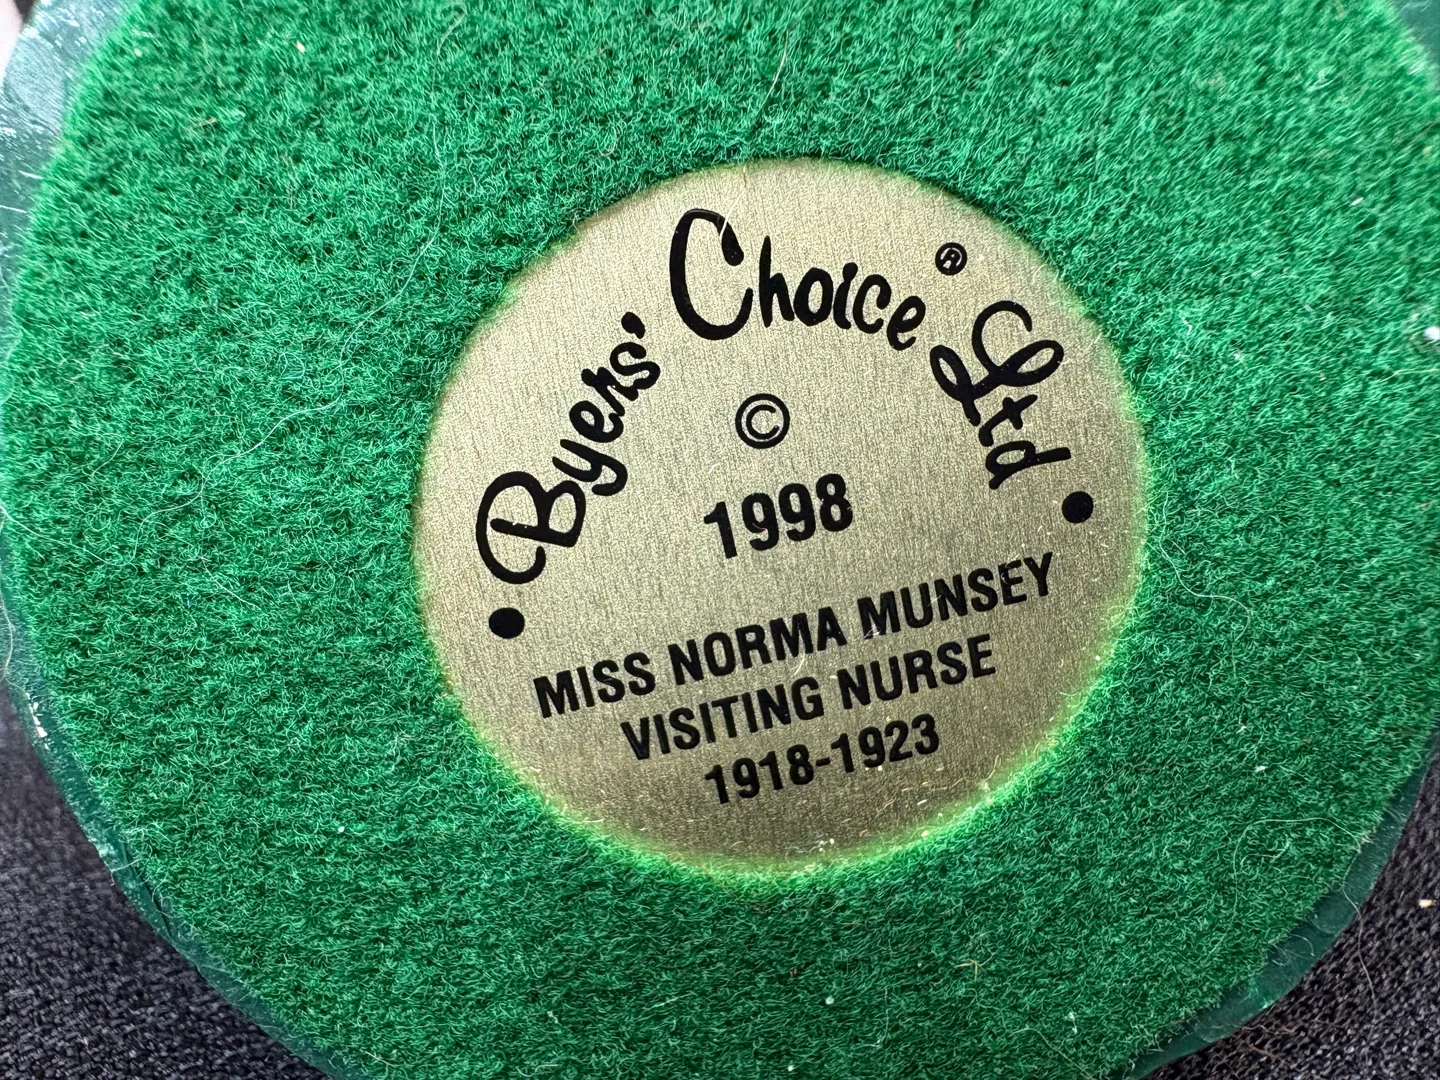 Byers' Choice® Ltd
©
1998
MISS NORMA MUNSEY
VISITING NURSE
1918-1923